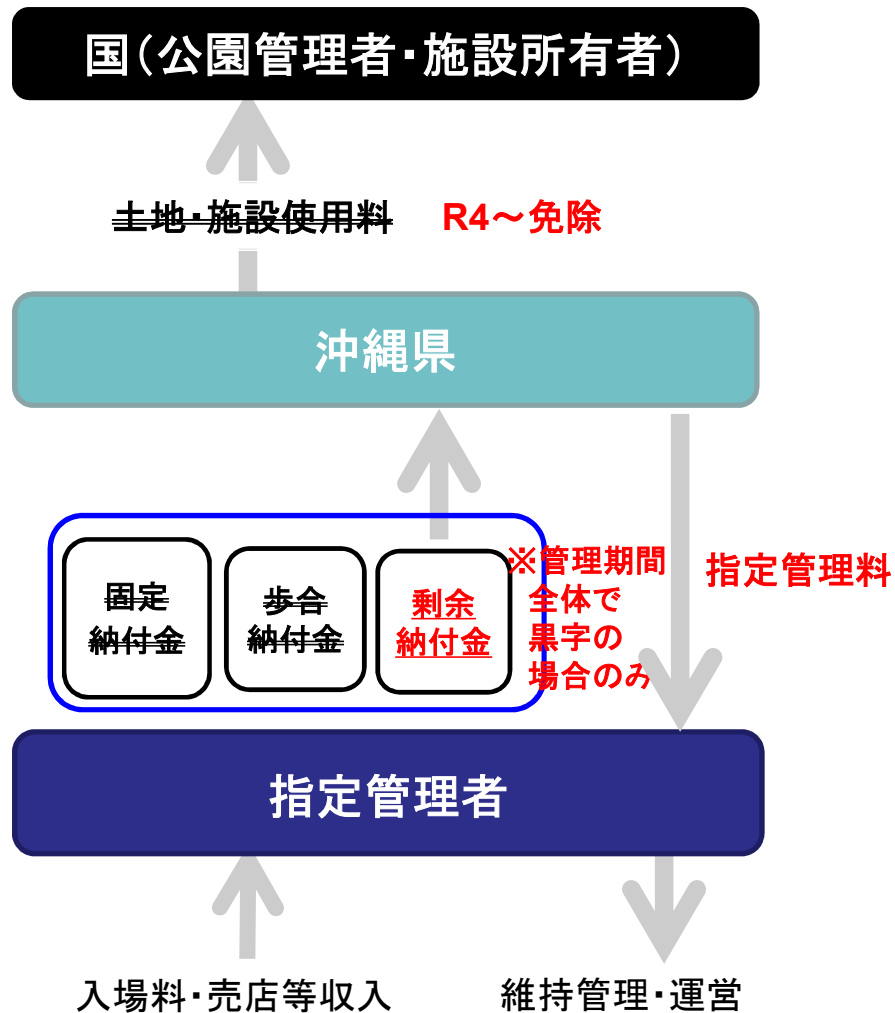 国(公園管理者・施設所有者)
土地・施設使用料 R4～免除
沖縄県
固定
納付金
歩合
納付金
剰余
納付金
※管理期間
全体で
黒字の
場合のみ
指定管理料
指定管理者
入場料・売店等収入
維持管理・運営